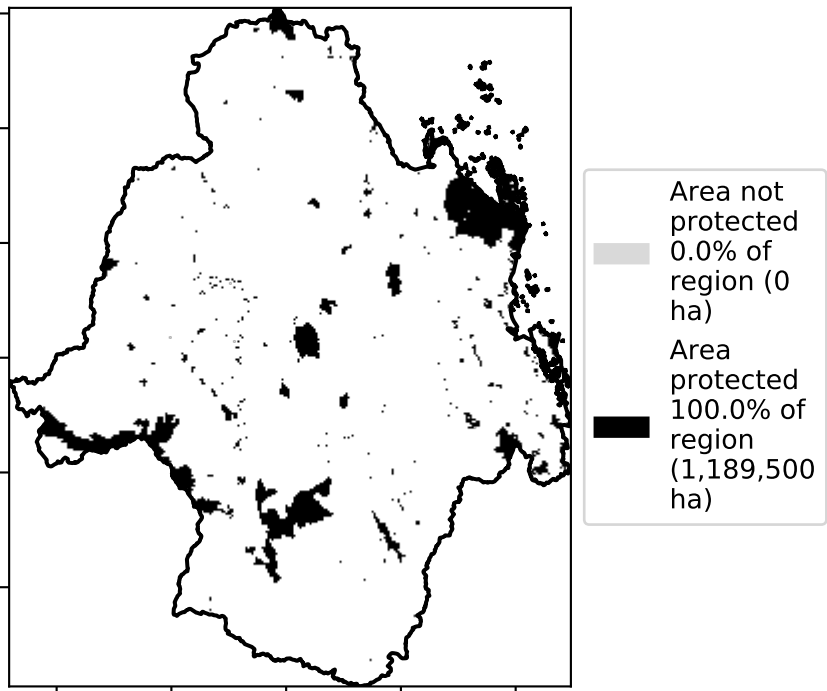 Area not
protected
0.0% of
region (0
ha)
Area
protected
100.0% of
region
(1,189,500
ha)